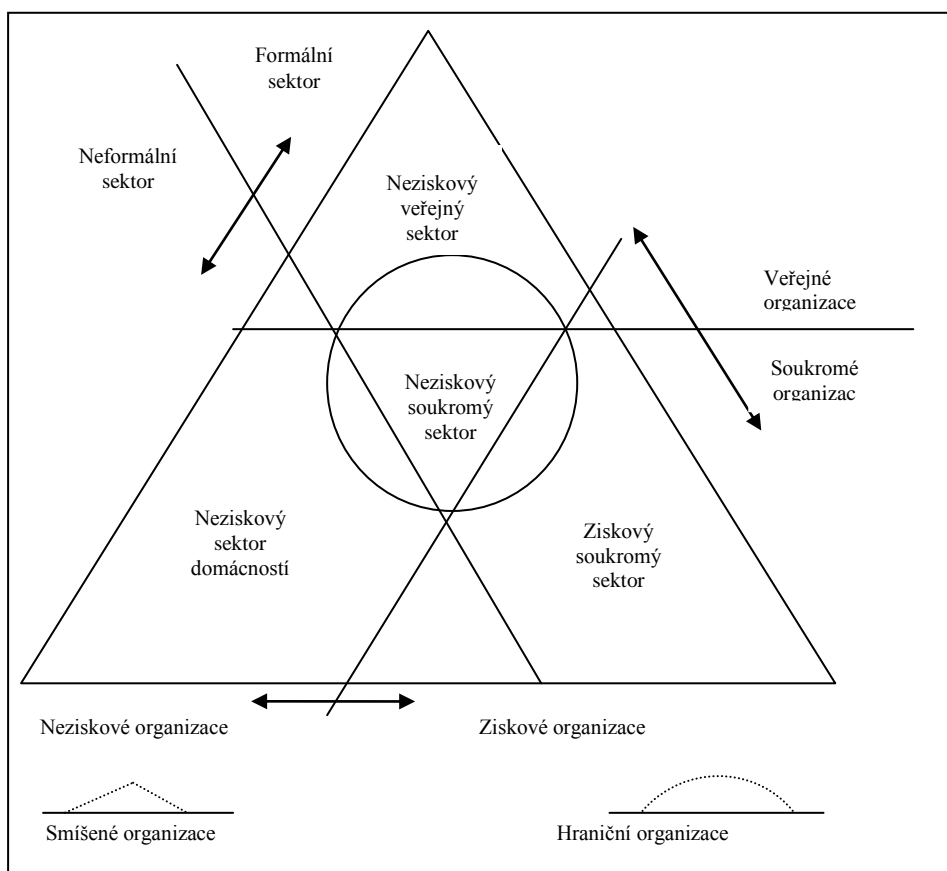 Formální
sektor
Neformální
sektor
Neziskový
veřejný
sektor
Veřejné
organizace
Neziskový
soukromý
sektor
Soukromé
organizac
Neziskový
sektor
domácností
Ziskový
soukromý
sektor
Neziskové organizace
Ziskové organizace
Smíšené organizace
Hraniční organizace